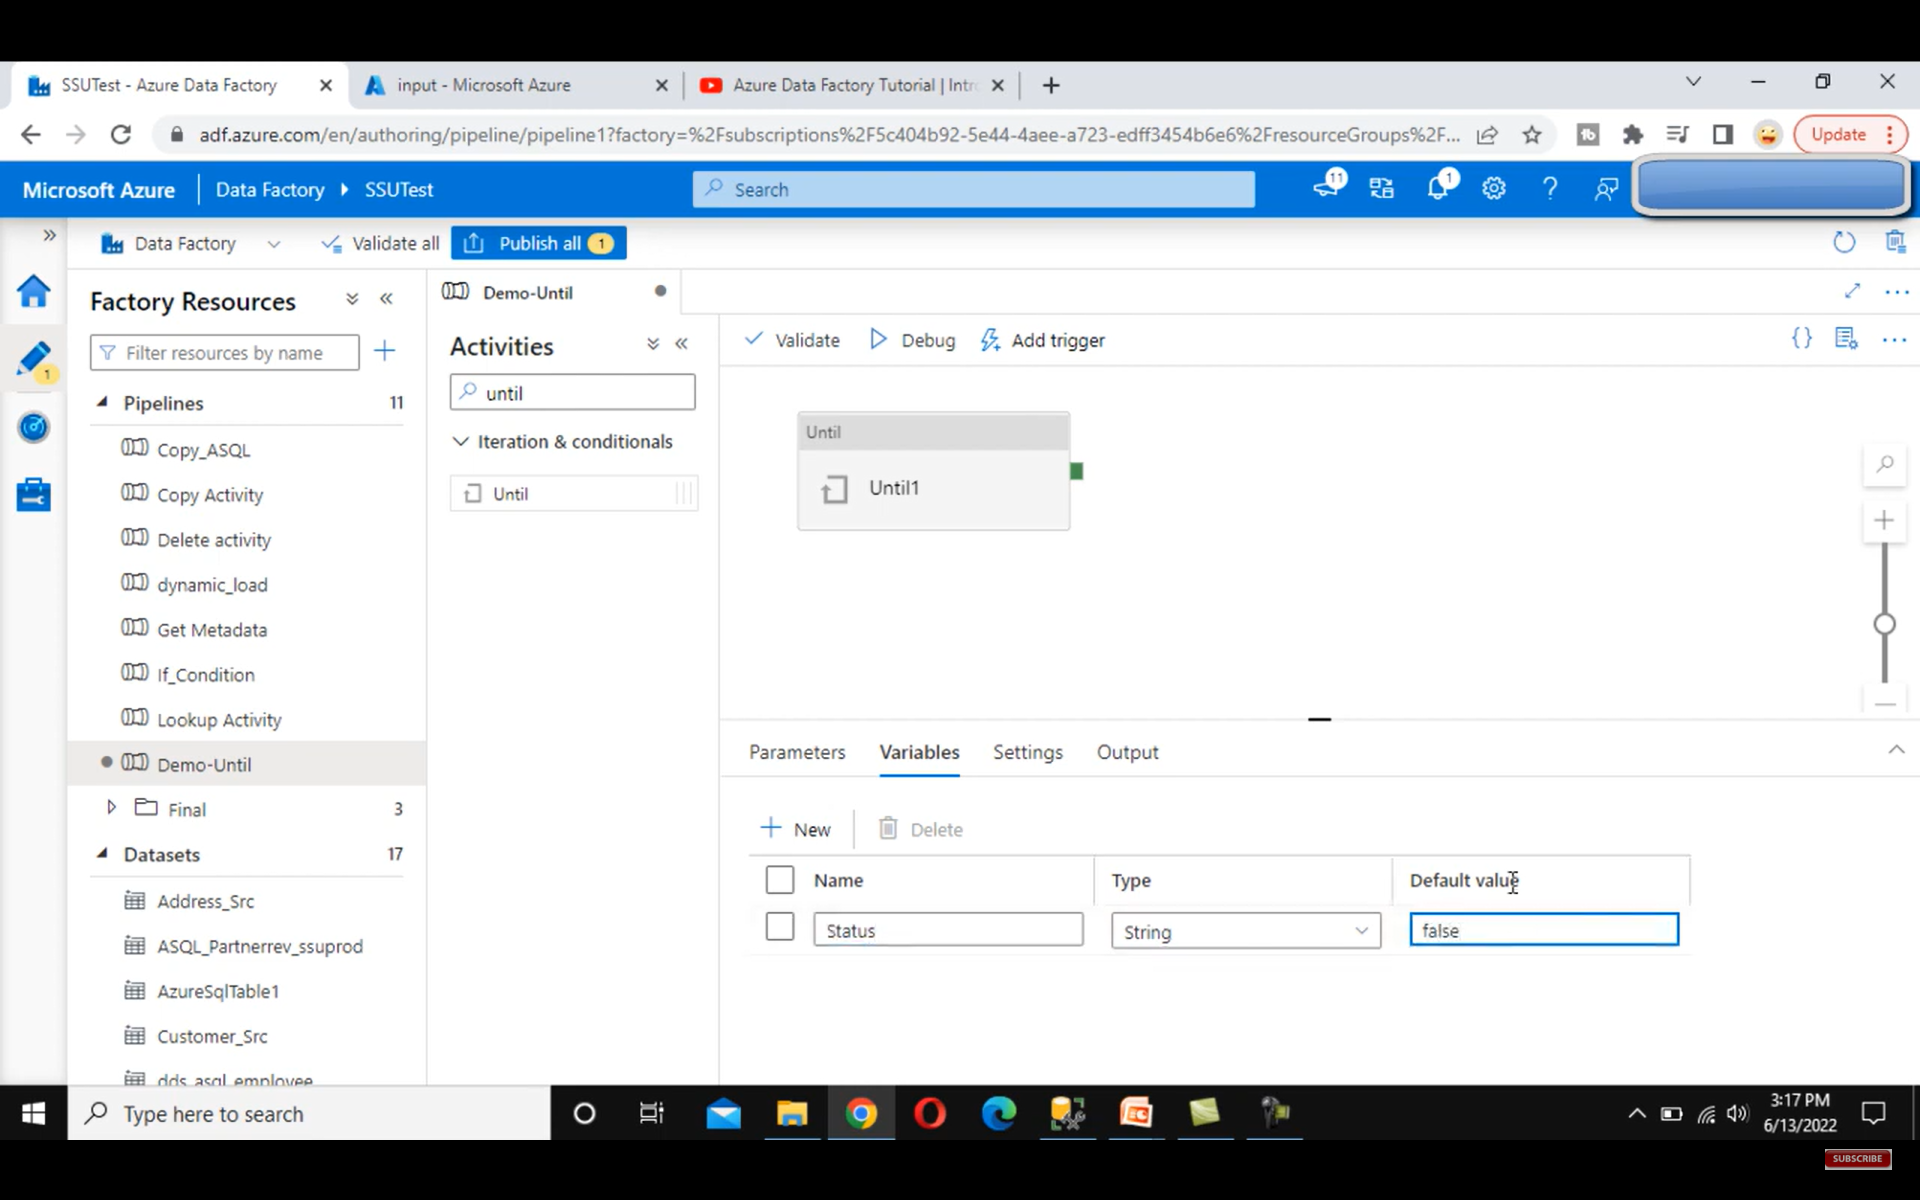 SSUTest - Azure Data Factory
input - Microsoft Azure
Azure Data Factory Tutorial | Intr
adf.azure.com/en/authoring/pipeline/pipeline1?factory=%2Fsubscriptions%2F5c404b92-5e44-4aee-a723-edff3454b6e6%2FresourceGroups%2F...
Update
Microsoft Azure
Data Factory
SSUTest
Search
11
1
Data Factory
Validate all
Publish all 1
Factory Resources
Filter resources by name
1
Pipelines 11
Copy_ASQL
Copy Activity
Delete activity
dynamic_load
Get Metadata
If_Condition
Lookup Activity
Demo-Until
Final 3
Datasets 17
Address_Src
ASQL_Partnerrev_ssuprod
AzureSqlTable1
Customer_Src
dds_asql_employee
Demo-Until
Activities
until
Iteration & conditionals
Until
Validate
Debug
Add trigger
Until
Until1
Parameters
Variables
Settings
Output
New
Delete
Name Type Default value
Status String false
Type here to search
3:17 PM
6/13/2022
SUBSCRIBE